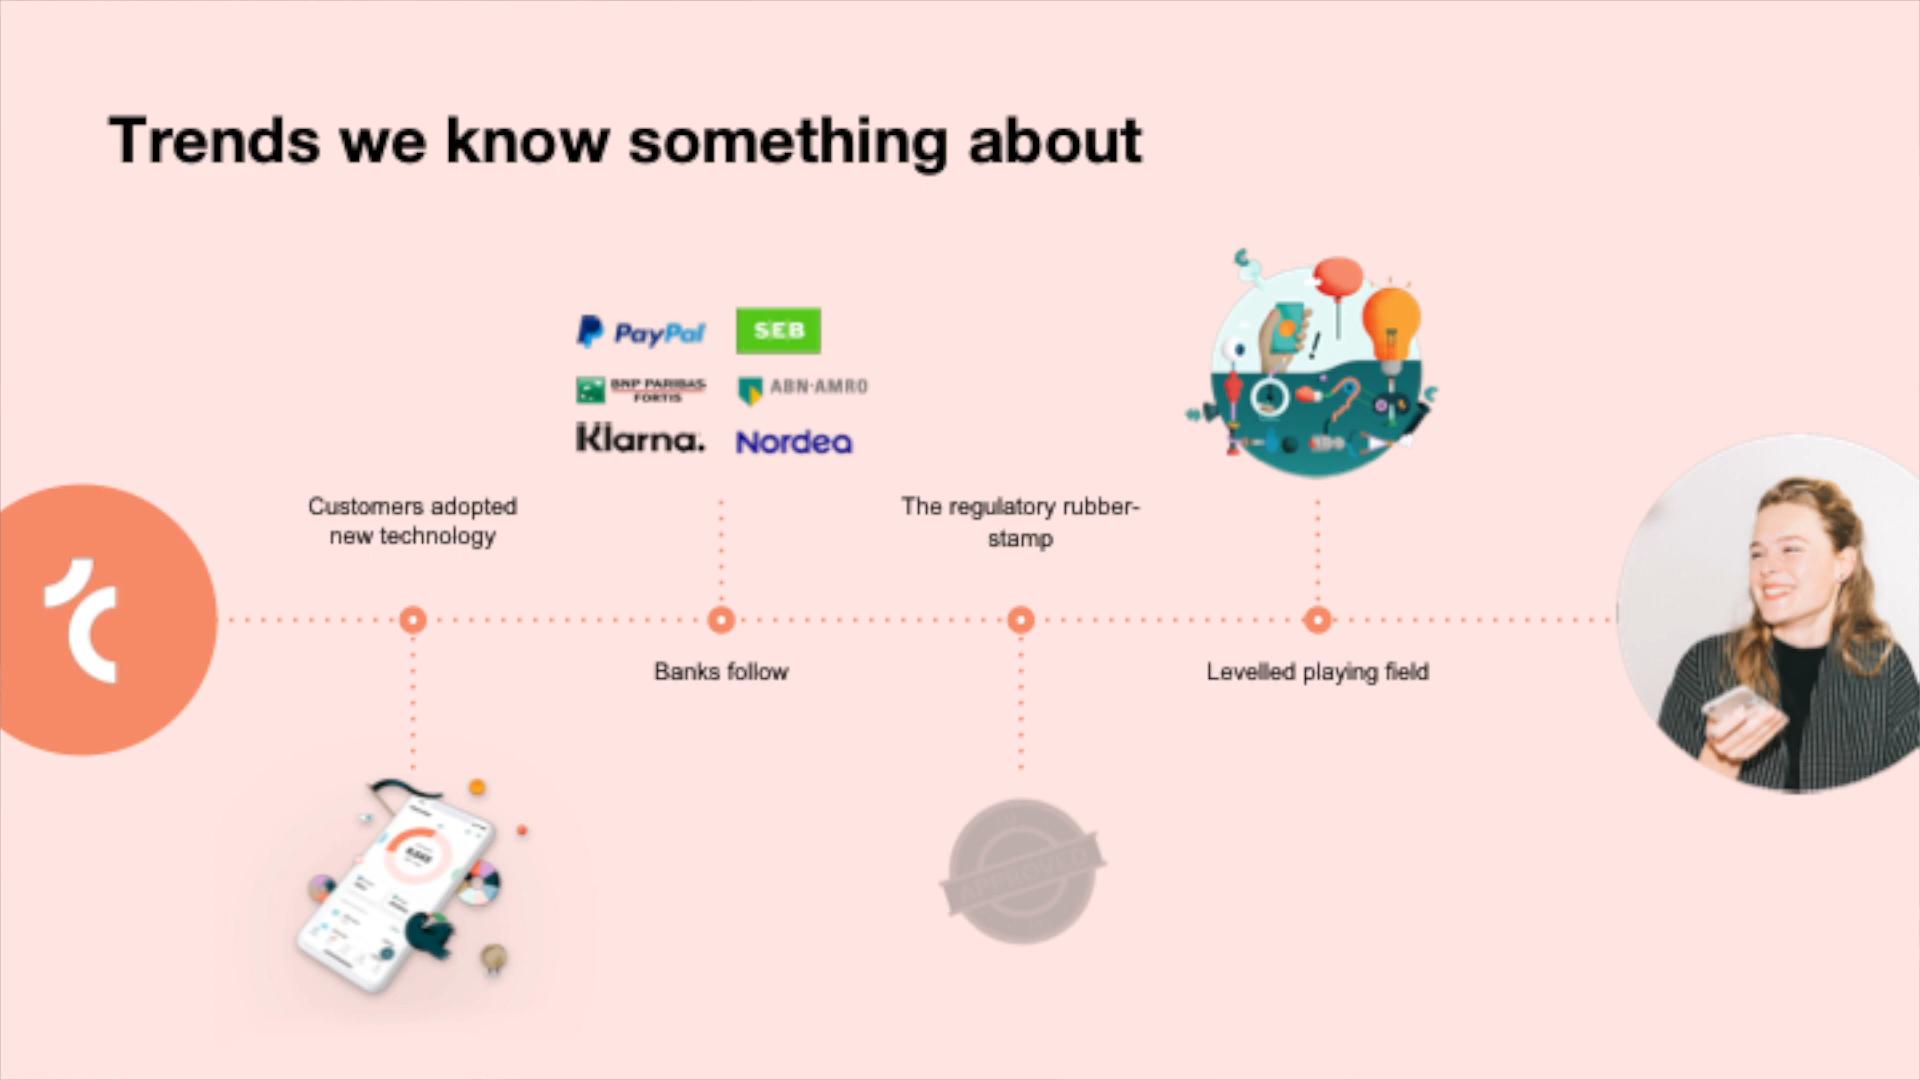 Trends we know something about
PayPal
SEB
BNP PARIBAS
FORTIS
ABN·AMRO
Klarna.
Nordea
Customers adopted
new technology
The regulatory rubber-
stamp
Banks follow
Levelled playing field
APPROVED